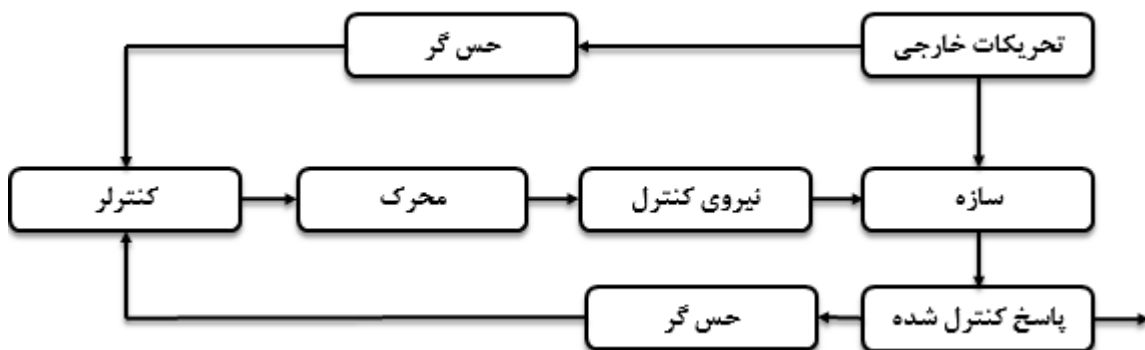 تحریکات خارجی
حس گر
سازه
نیروی کنترل
محرک
کنترلر
پاسخ کنترل شده
حس گر